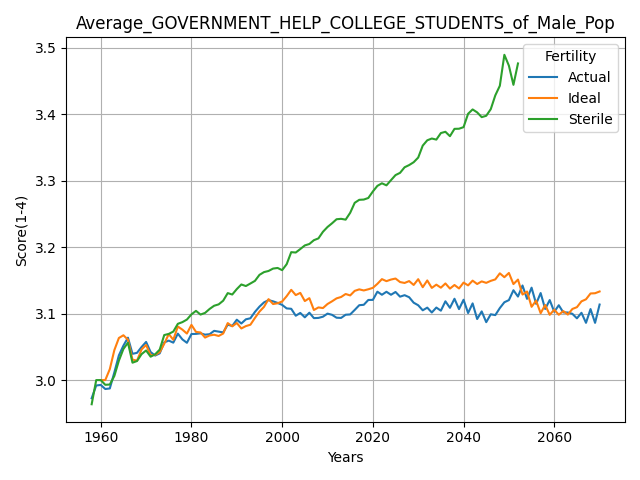 Average_GOVERNMENT_HELP_COLLEGE_STUDENTS_of_Male_Pop
Fertility
Actual
Ideal
Sterile
Score(1-4)
3.5
3.4
3.3
3.2
3.1
3.0
1960 1980 2000 2020 2040 2060
Years